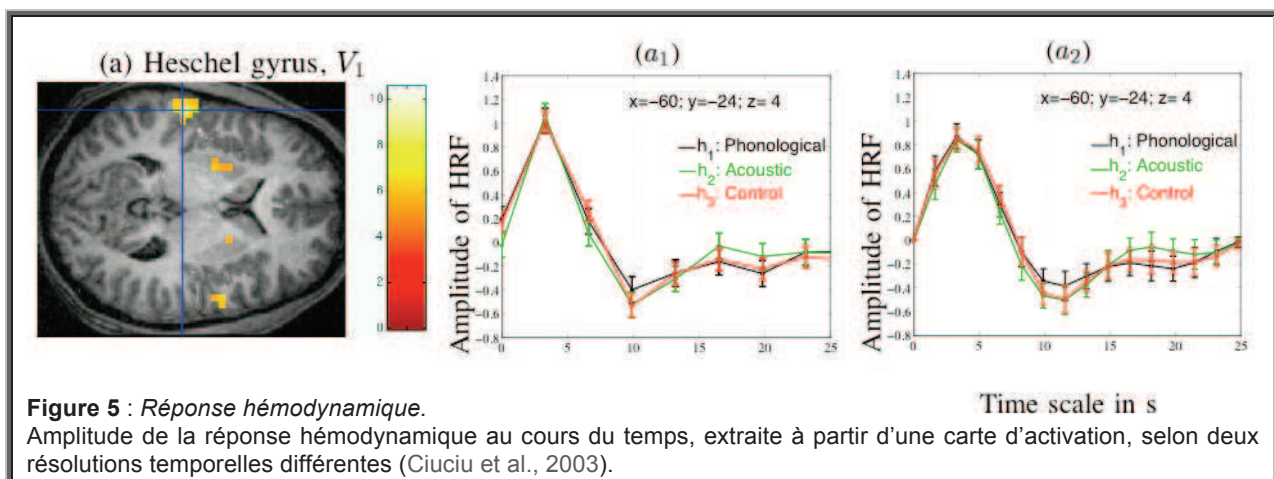 (a) Heschel gyrus, V1
10
8
6
4
2
0
(a1)
Amplitude of HRF
1.4
1.2
1
0.8
0.6
0.4
0.2
0
−0.2
−0.4
−0.6
−0.8
x=−60; y=−24; z= 4
h1: Phonological
h2: Acoustic
h3: Control
0 5 10 15 20 25
(a2)
Amplitude of HRF
1.4
1.2
1
0.8
0.6
0.4
0.2
0
−0.2
−0.4
−0.6
−0.8
x=−60; y=−24; z= 4
h1: Phonological
h2: Acoustic
h3: Control
0 5 10 15 20 25
Time scale in s
Figure 5 : Réponse hémodynamique.
Amplitude de la réponse hémodynamique au cours du temps, extraite à partir d'une carte d'activation, selon deux
résolutions temporelles différentes (Ciuciu et al., 2003).